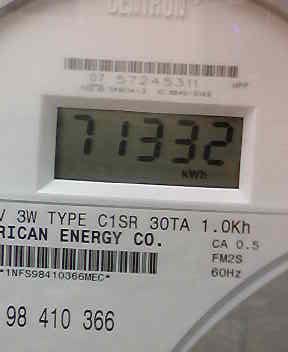 CENTRON
07 57245311
71332
kWh
V 3W TYPE C1SR 30TA 1.0Kh
RICAN ENERGY CO.
CA 0.5
FM2S
60Hz
*1NFS98410366MEC*
98 410 366